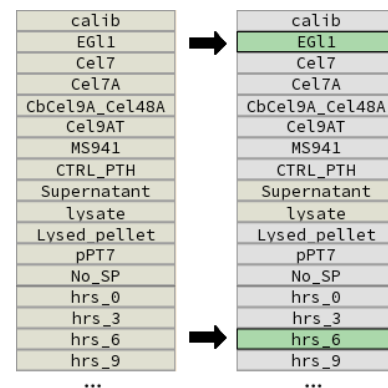 calib
EGl1
Cel7
Cel7A
CbCel9A_Cel48A
Cel9AT
MS941
CTRL_PTH
Supernatant
lysate
Lysed_pellet
pPT7
No_SP
hrs_0
hrs_3
hrs_6
hrs_9
...
calib
EGl1
Cel7
Cel7A
CbCel9A_Cel48A
Cel9AT
MS941
CTRL_PTH
Supernatant
lysate
Lysed_pellet
pPT7
No_SP
hrs_0
hrs_3
hrs_6
hrs_9
...